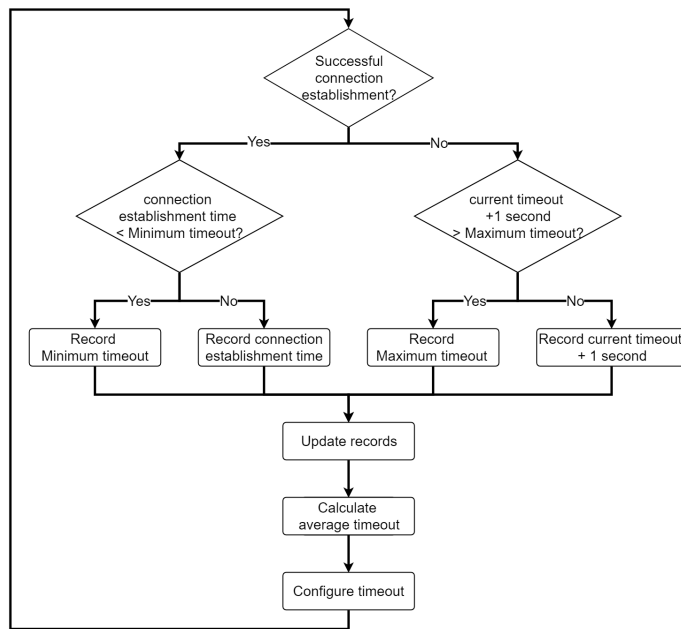 Successful
connection
establishment?
Yes
No
connection
establishment time
< Minimum timeout?
current timeout
+1 second
> Maximum timeout?
Yes
No
Yes
No
Record
Minimum timeout
Record connection
establishment time
Record
Maximum timeout
Record current timeout
+ 1 second
Update records
Calculate
average timeout
Configure timeout